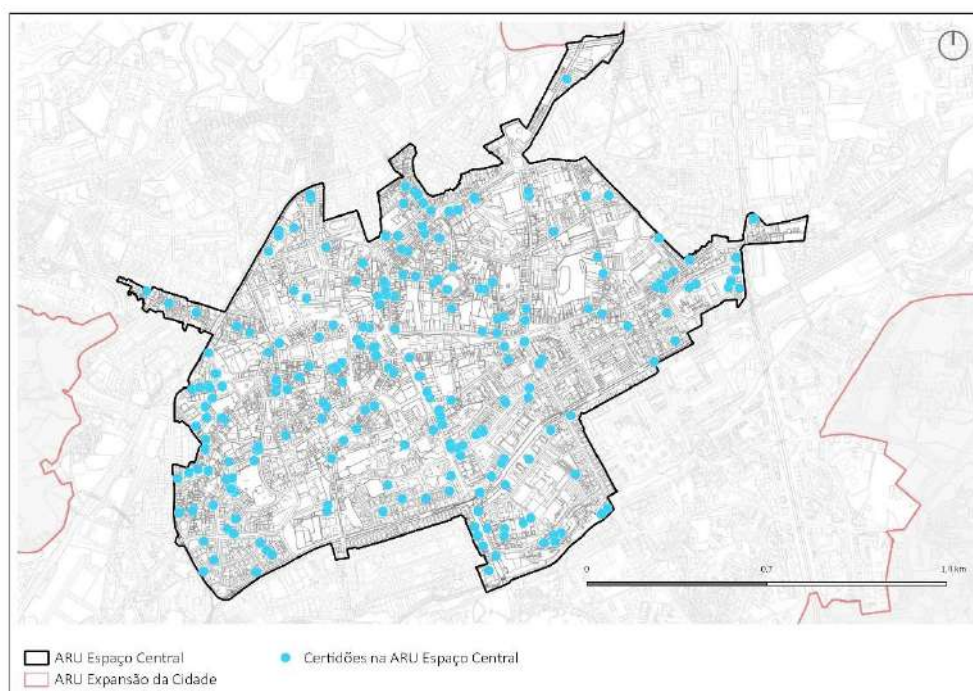 0 0,7 1,4 km
ARU Espaço Central
Certidões na ARU Espaço Central
ARU Expansão da Cidade